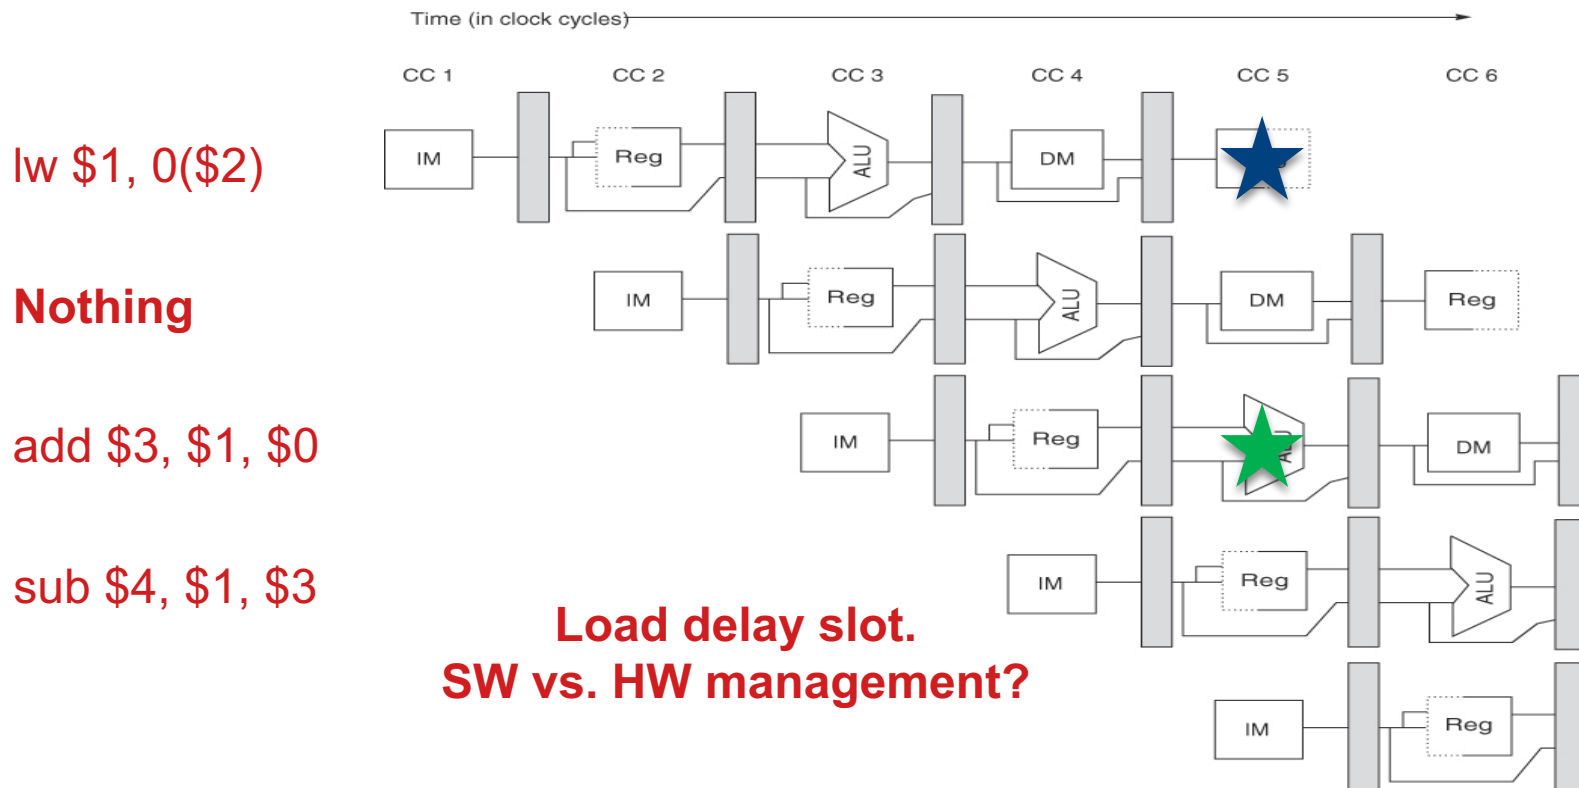 Time (in clock cycles)
CC 1 CC 2 CC 3 CC 4 CC 5 CC 6
lw $1, 0($2) IM Reg ALU DM
Nothing IM Reg ALU DM Reg
add $3, $1, $0 IM Reg DM
sub $4, $1, $3 IM Reg ALU
Load delay slot.
SW vs. HW management?
IM Reg